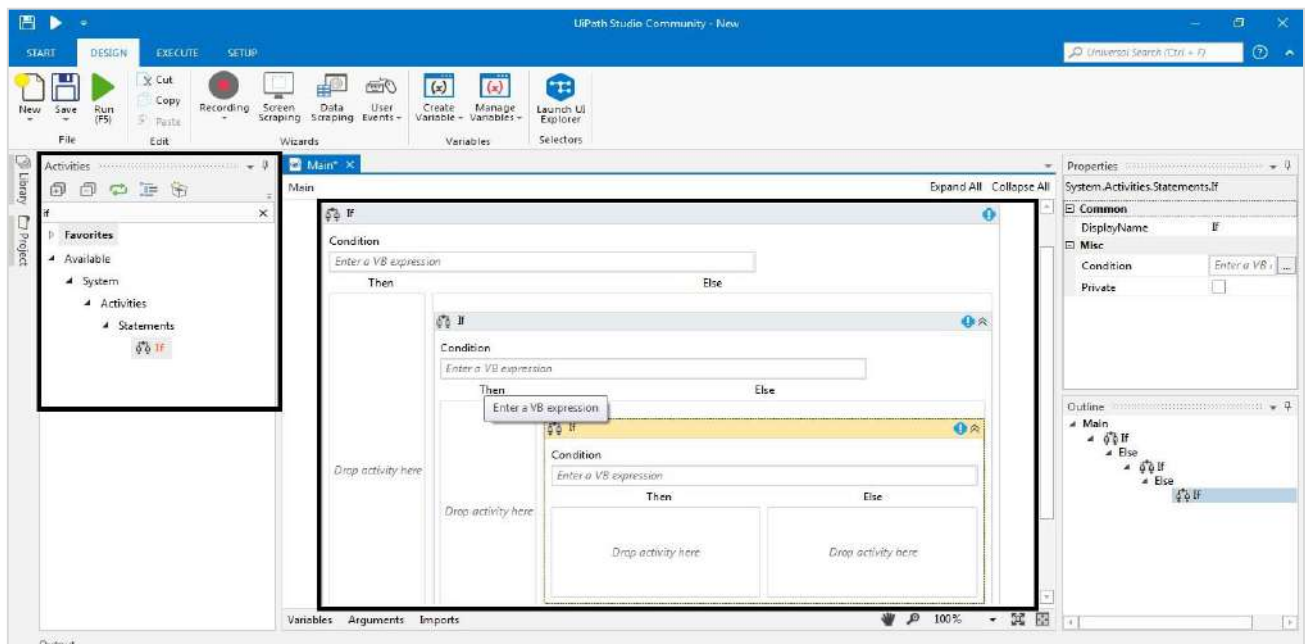 UiPath Studio Community - New
START DESIGN EXECUTE SETUP
Universal Search (Ctrl + F)
Cut
Copy
Paste
New Save Run (F5) Recording Screen Scraping Data Scraping User Events Create Variable Manage Variables Launch UI Explorer
File Edit Wizards Variables Selectors
Library
Project
Activities
if
Favorites
Available
System
Activities
Statements
If
Main*
Main Expand All Collapse All
If
Condition
Enter a VB expression
Then Else
If
Condition
Enter a VB expression
Then Else
Enter a VB expression
If
Condition
Enter a VB expression
Then Else
Drop activity here
Drop activity here
Drop activity here Drop activity here
Variables Arguments Imports 100%
Properties
System.Activities.Statements.If
Common
DisplayName If
Misc
Condition Enter a VB
Private
Outline
Main
If
Else
If
Else
If